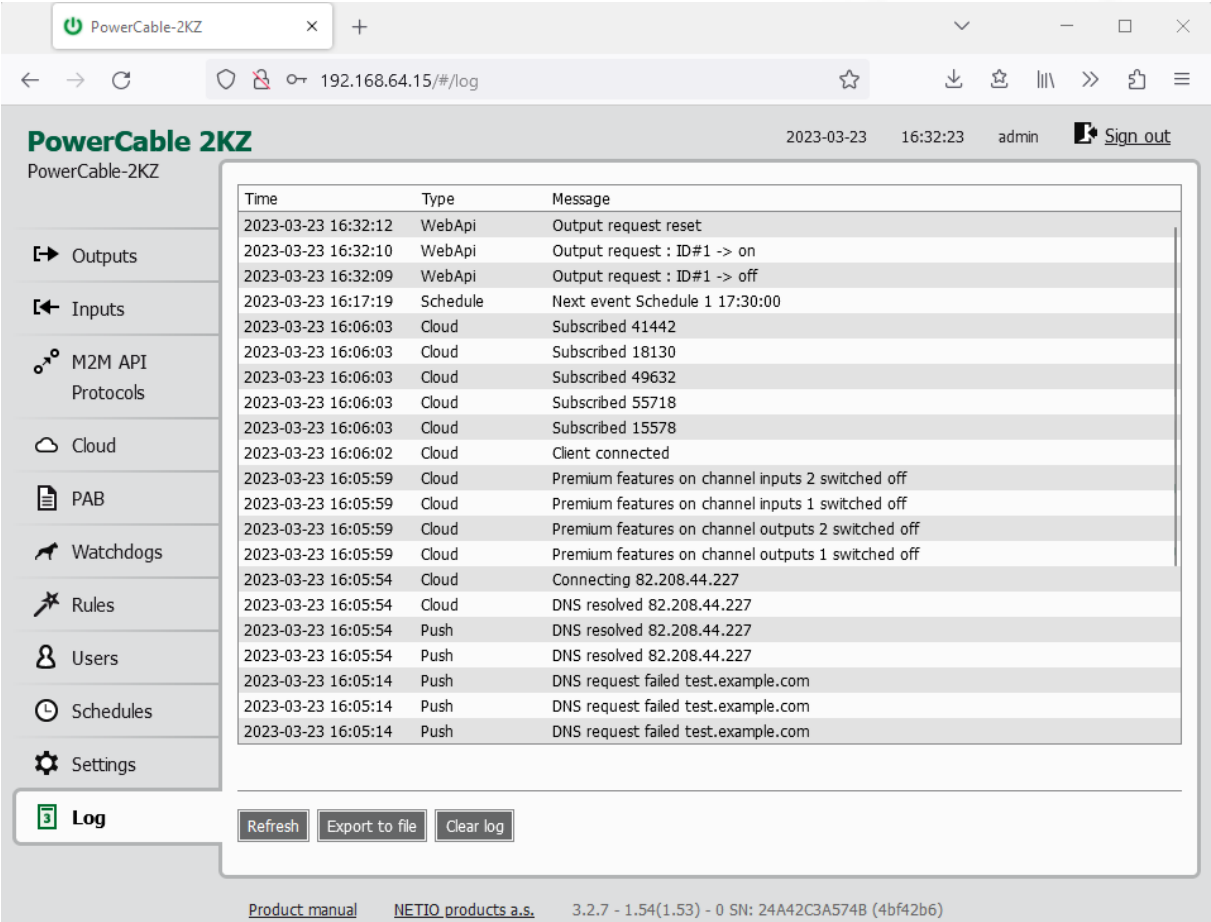 PowerCable-2KZ
192.168.64.15/#/log
PowerCable 2KZ
2023-03-23 16:32:23 admin Sign out
PowerCable-2KZ
Outputs
Inputs
M2M API
Protocols
Cloud
PAB
Watchdogs
Rules
Users
Schedules
Settings
3 Log
Time Type Message
2023-03-23 16:32:12 WebApi Output request reset
2023-03-23 16:32:10 WebApi Output request : ID#1 -> on
2023-03-23 16:32:09 WebApi Output request : ID#1 -> off
2023-03-23 16:17:19 Schedule Next event Schedule 1 17:30:00
2023-03-23 16:06:03 Cloud Subscribed 41442
2023-03-23 16:06:03 Cloud Subscribed 18130
2023-03-23 16:06:03 Cloud Subscribed 49632
2023-03-23 16:06:03 Cloud Subscribed 55718
2023-03-23 16:06:03 Cloud Subscribed 15578
2023-03-23 16:06:02 Cloud Client connected
2023-03-23 16:05:59 Cloud Premium features on channel inputs 2 switched off
2023-03-23 16:05:59 Cloud Premium features on channel inputs 1 switched off
2023-03-23 16:05:59 Cloud Premium features on channel outputs 2 switched off
2023-03-23 16:05:59 Cloud Premium features on channel outputs 1 switched off
2023-03-23 16:05:54 Cloud Connecting 82.208.44.227
2023-03-23 16:05:54 Cloud DNS resolved 82.208.44.227
2023-03-23 16:05:54 Push DNS resolved 82.208.44.227
2023-03-23 16:05:54 Push DNS resolved 82.208.44.227
2023-03-23 16:05:14 Push DNS request failed test.example.com
2023-03-23 16:05:14 Push DNS request failed test.example.com
2023-03-23 16:05:14 Push DNS request failed test.example.com
Refresh Export to file Clear log
Product manual NETIO products a.s. 3.2.7 - 1.54(1.53) - 0 SN: 24A42C3A574B (4bf42b6)